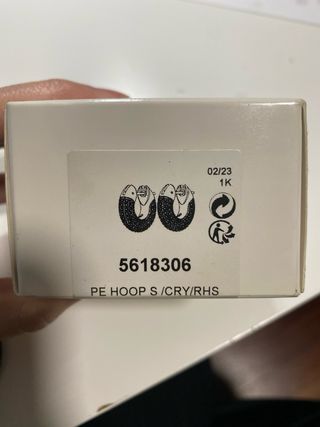 02/23
1K
5618306
PE HOOP S /CRY/RHS